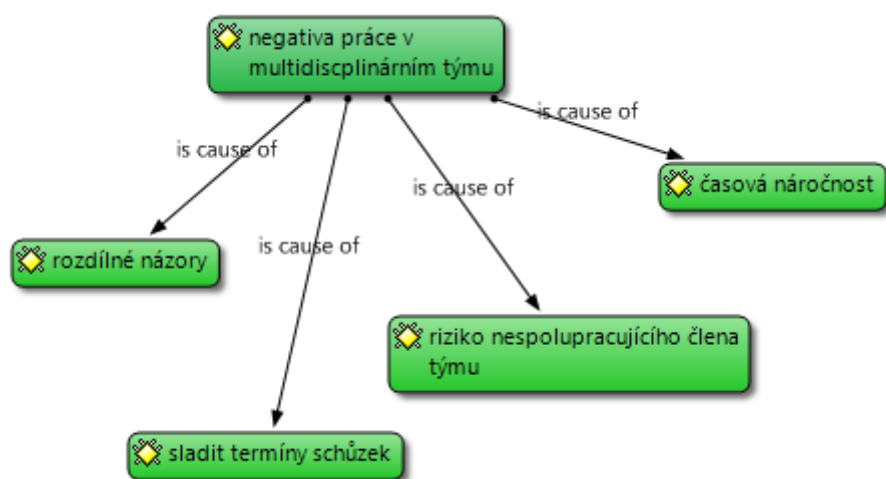 negativa práce v
multidiscplinárním týmu
is cause of
is cause of
is cause of
is cause of
časová náročnost
rozdílné názory
riziko nespolupracujícího člena
týmu
sladit termíny schůzek